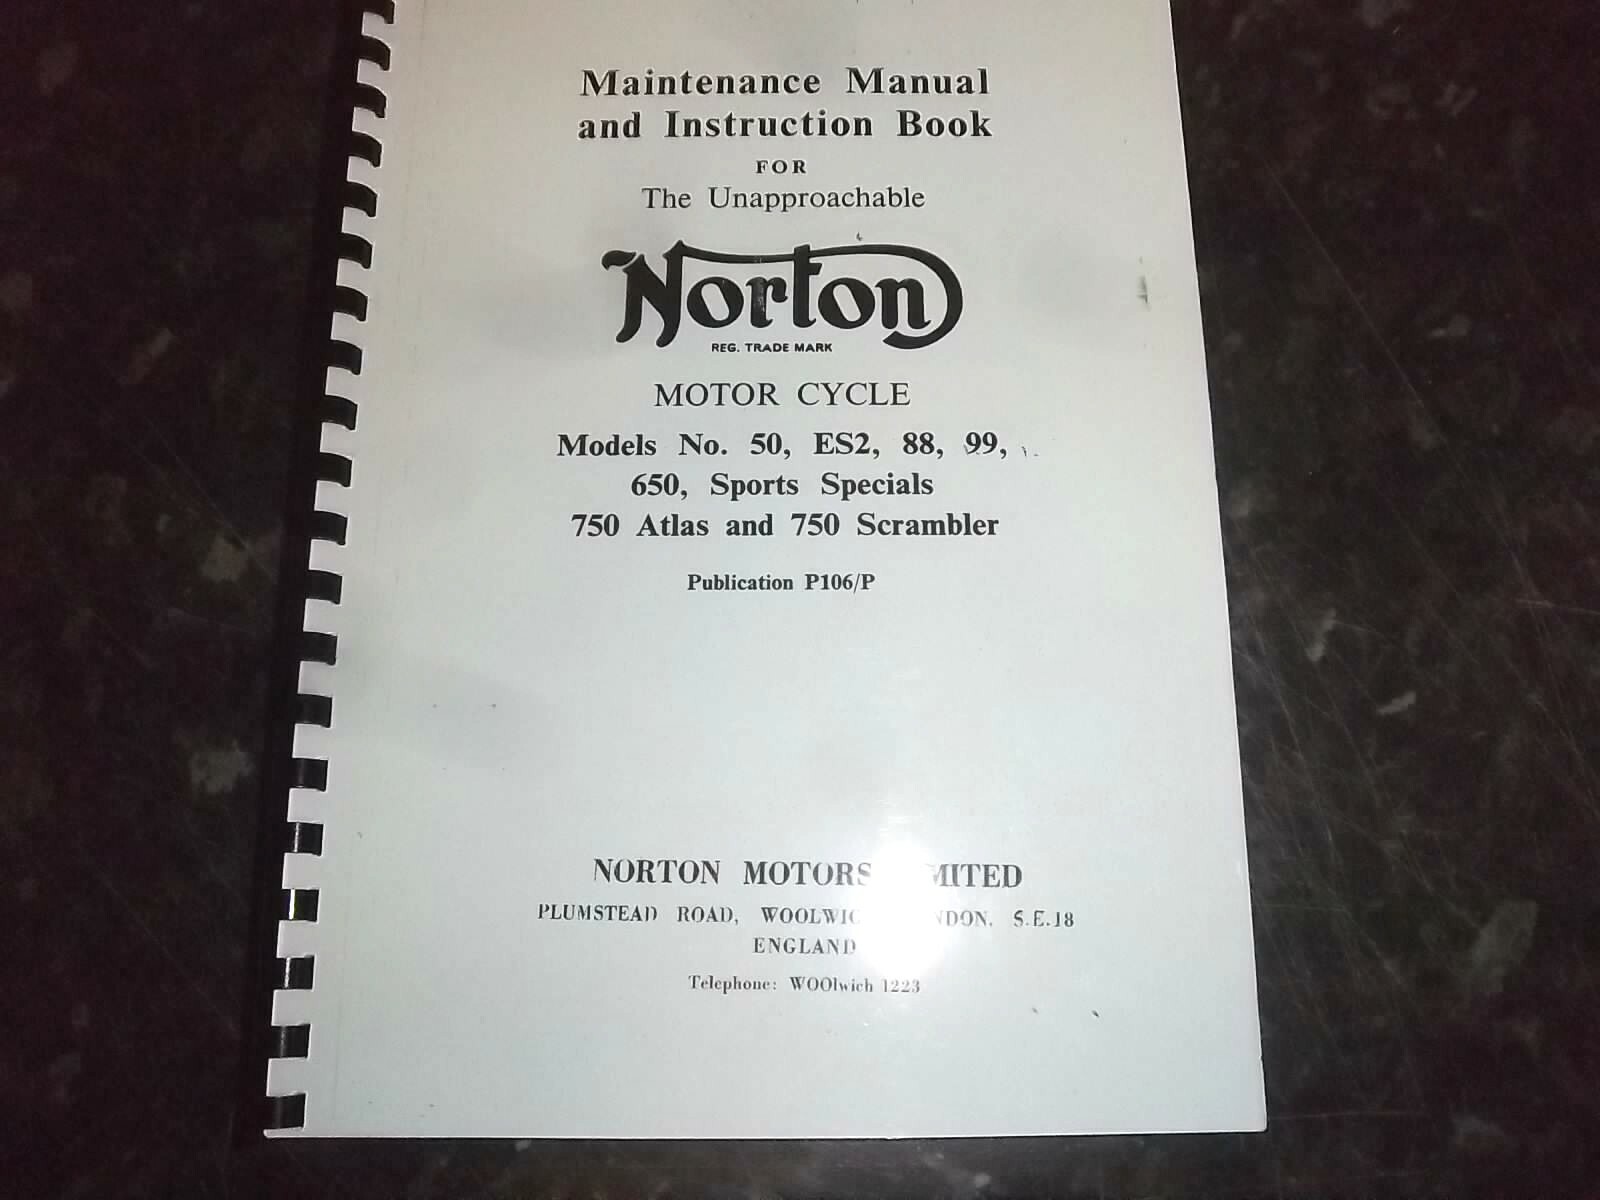 Maintenance Manual
and Instruction Book
FOR
The Unapproachable
Norton
REG. TRADE MARK
MOTOR CYCLE
Models No. 50, ES2, 88, 99,
650, Sports Specials
750 Atlas and 750 Scrambler
Publication P106/P
NORTON MOTORS
PLUMSTEAD ROAD, S.E.18
ENGLAND
Telephone: WOOlwich 1223